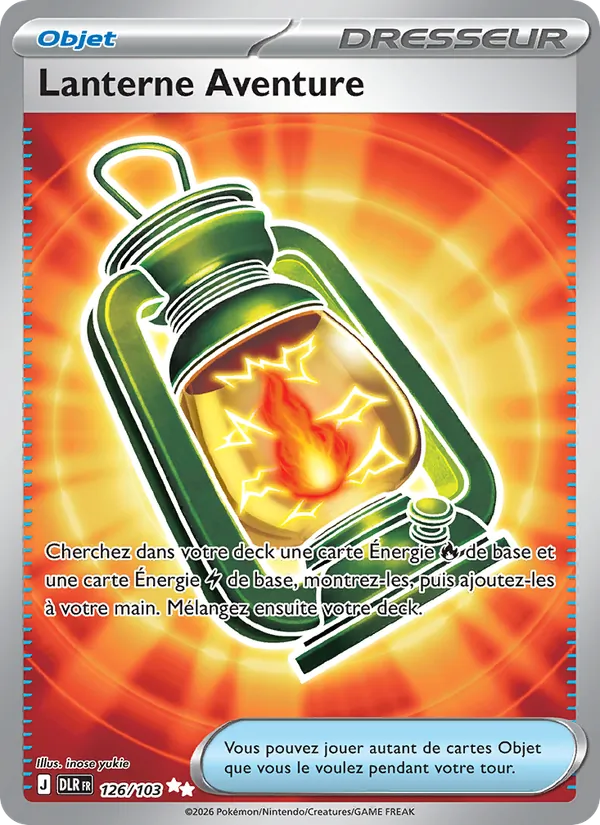 Objet
DRESSEUR
Lanterne Aventure
Cherchez dans votre deck une carte Énergie de base et
une carte Énergie de base, montrez-les, puis ajoutez-les
à votre main. Mélangez ensuite votre deck.
Illus. inose yukie
Vous pouvez jouer autant de cartes Objet
que vous le voulez pendant votre tour.
J DLR FR 126/103
©2026 Pokémon/Nintendo/Creatures/GAME FREAK